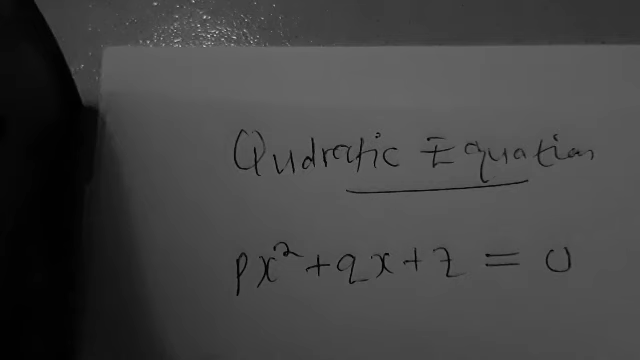 Qudratic Equation
px² + qx + z = 0